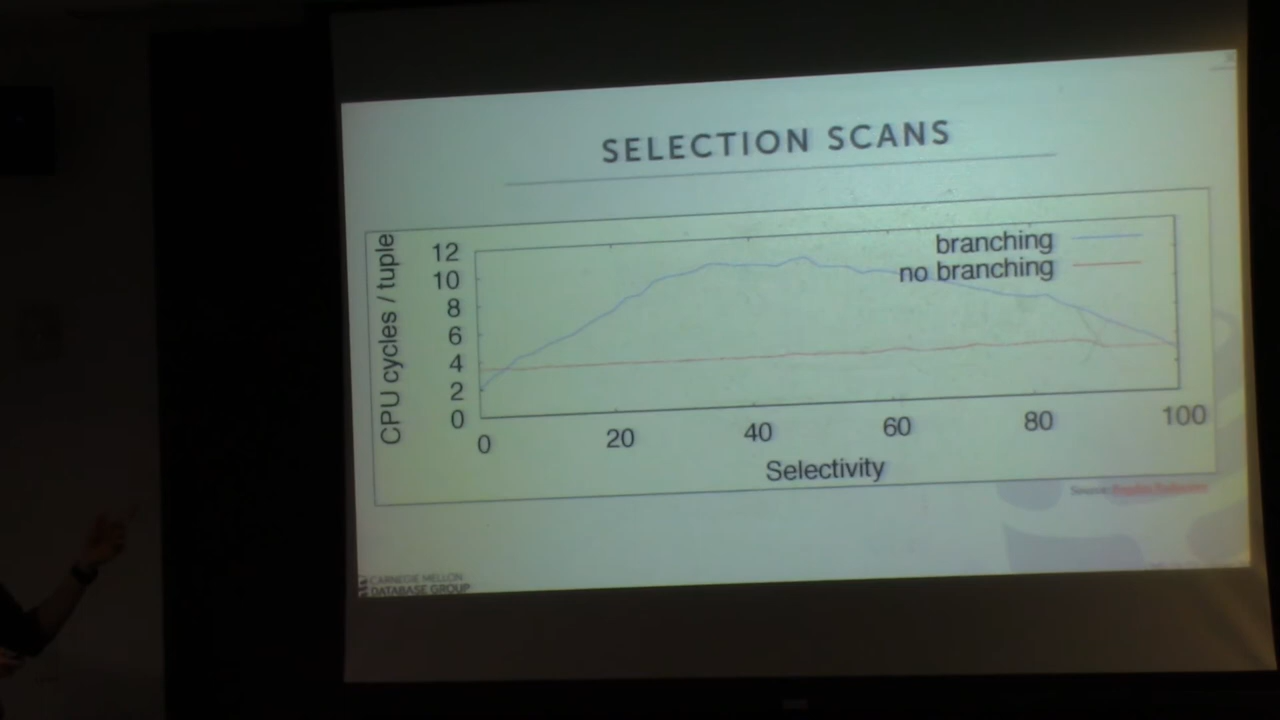 SELECTION SCANS
CPU cycles / tuple
12
10
8
6
4
2
0
branching
no branching
0 20 40 60 80 100
Selectivity
Source:
CARNEGIE MELLON
DATABASE GROUP